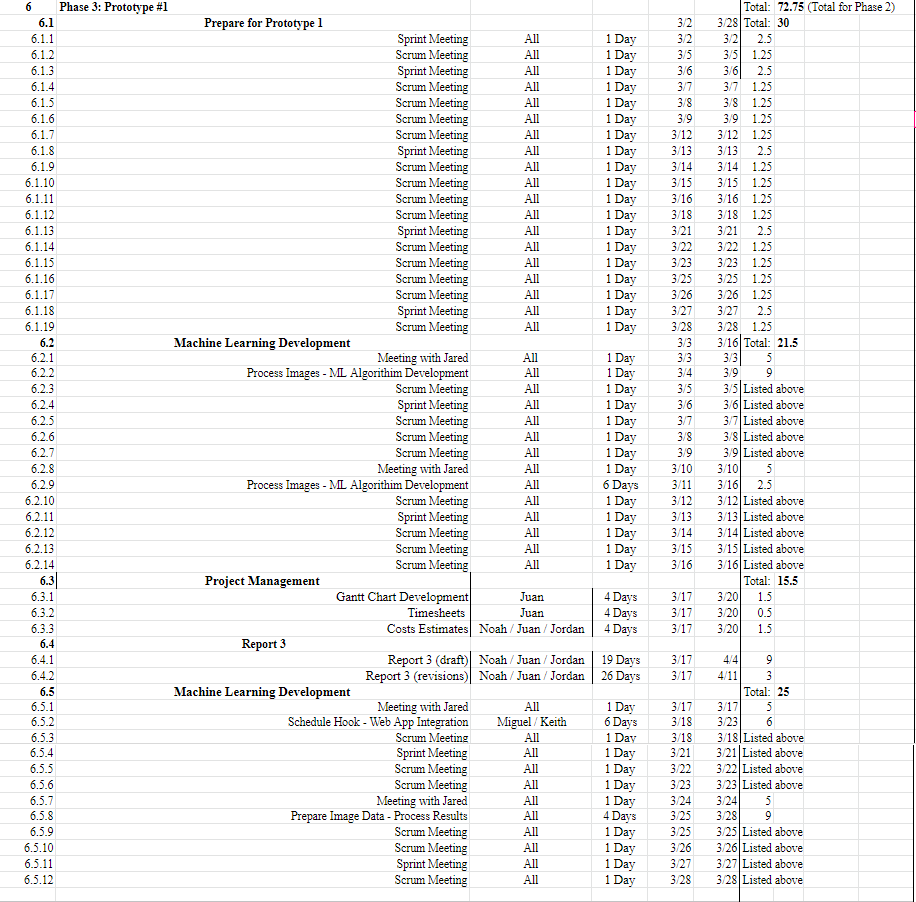 6 Phase 3: Prototype #1 Total: 72.75 (Total for Phase 2)
6.1 Prepare for Prototype 1 3/2 3/28 Total: 30
6.1.1 Sprint Meeting All 1 Day 3/2 3/2 2.5
6.1.2 Scrum Meeting All 1 Day 3/5 3/5 1.25
6.1.3 Sprint Meeting All 1 Day 3/6 3/6 2.5
6.1.4 Scrum Meeting All 1 Day 3/7 3/7 1.25
6.1.5 Scrum Meeting All 1 Day 3/8 3/8 1.25
6.1.6 Scrum Meeting All 1 Day 3/9 3/9 1.25
6.1.7 Scrum Meeting All 1 Day 3/12 3/12 1.25
6.1.8 Sprint Meeting All 1 Day 3/13 3/13 2.5
6.1.9 Scrum Meeting All 1 Day 3/14 3/14 1.25
6.1.10 Scrum Meeting All 1 Day 3/15 3/15 1.25
6.1.11 Scrum Meeting All 1 Day 3/16 3/16 1.25
6.1.12 Scrum Meeting All 1 Day 3/18 3/18 1.25
6.1.13 Sprint Meeting All 1 Day 3/21 3/21 2.5
6.1.14 Scrum Meeting All 1 Day 3/22 3/22 1.25
6.1.15 Scrum Meeting All 1 Day 3/23 3/23 1.25
6.1.16 Scrum Meeting All 1 Day 3/25 3/25 1.25
6.1.17 Scrum Meeting All 1 Day 3/26 3/26 1.25
6.1.18 Sprint Meeting All 1 Day 3/27 3/27 2.5
6.1.19 Scrum Meeting All 1 Day 3/28 3/28 1.25
6.2 Machine Learning Development 3/3 3/16 Total: 21.5
6.2.1 Meeting with Jared All 1 Day 3/3 3/3 5
6.2.2 Process Images - ML Algorithim Development All 1 Day 3/4 3/9 9
6.2.3 Scrum Meeting All 1 Day 3/5 3/5 Listed above
6.2.4 Sprint Meeting All 1 Day 3/6 3/6 Listed above
6.2.5 Scrum Meeting All 1 Day 3/7 3/7 Listed above
6.2.6 Scrum Meeting All 1 Day 3/8 3/8 Listed above
6.2.7 Scrum Meeting All 1 Day 3/9 3/9 Listed above
6.2.8 Meeting with Jared All 1 Day 3/10 3/10 5
6.2.9 Process Images - ML Algorithim Development All 6 Days 3/11 3/16 2.5
6.2.10 Scrum Meeting All 1 Day 3/12 3/12 Listed above
6.2.11 Sprint Meeting All 1 Day 3/13 3/13 Listed above
6.2.12 Scrum Meeting All 1 Day 3/14 3/14 Listed above
6.2.13 Scrum Meeting All 1 Day 3/15 3/15 Listed above
6.2.14 Scrum Meeting All 1 Day 3/16 3/16 Listed above
6.3 Project Management Total: 15.5
6.3.1 Gantt Chart Development Juan 4 Days 3/17 3/20 1.5
6.3.2 Timesheets Juan 4 Days 3/17 3/20 0.5
6.3.3 Costs Estimates Noah / Juan / Jordan 4 Days 3/17 3/20 1.5
6.4 Report 3
6.4.1 Report 3 (draft) Noah / Juan / Jordan 19 Days 3/17 4/4 9
6.4.2 Report 3 (revisions) Noah / Juan / Jordan 26 Days 3/17 4/11 3
6.5 Machine Learning Development Total: 25
6.5.1 Meeting with Jared All 1 Day 3/17 3/17 5
6.5.2 Schedule Hook - Web App Integration Miguel / Keith 6 Days 3/18 3/23 6
6.5.3 Scrum Meeting All 1 Day 3/18 3/18 Listed above
6.5.4 Sprint Meeting All 1 Day 3/21 3/21 Listed above
6.5.5 Scrum Meeting All 1 Day 3/22 3/22 Listed above
6.5.6 Scrum Meeting All 1 Day 3/23 3/23 Listed above
6.5.7 Meeting with Jared All 1 Day 3/24 3/24 5
6.5.8 Prepare Image Data - Process Results All 4 Days 3/25 3/28 9
6.5.9 Scrum Meeting All 1 Day 3/25 3/25 Listed above
6.5.10 Scrum Meeting All 1 Day 3/26 3/26 Listed above
6.5.11 Sprint Meeting All 1 Day 3/27 3/27 Listed above
6.5.12 Scrum Meeting All 1 Day 3/28 3/28 Listed above